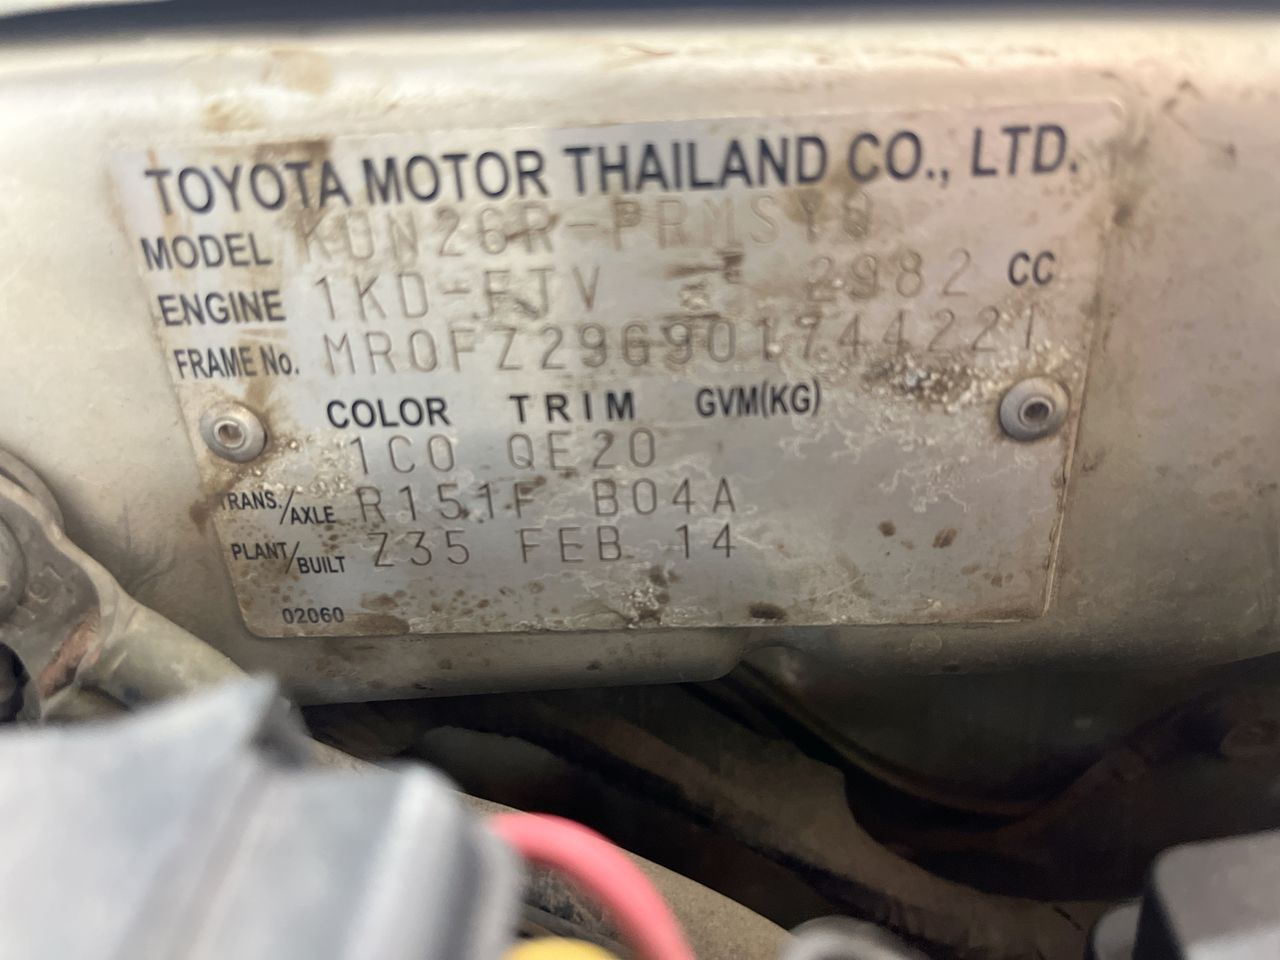 TOYOTA MOTOR THAILAND CO., LTD.
MODEL KUN26R-PRMSYQ
ENGINE 1KD-FTV 2982 CC
FRAME No. MR0FZ29G901744221
COLOR TRIM GVM(KG)
1C0 QE20
TRANS./AXLE R151F B04A
PLANT/BUILT Z35 FEB 14
02060